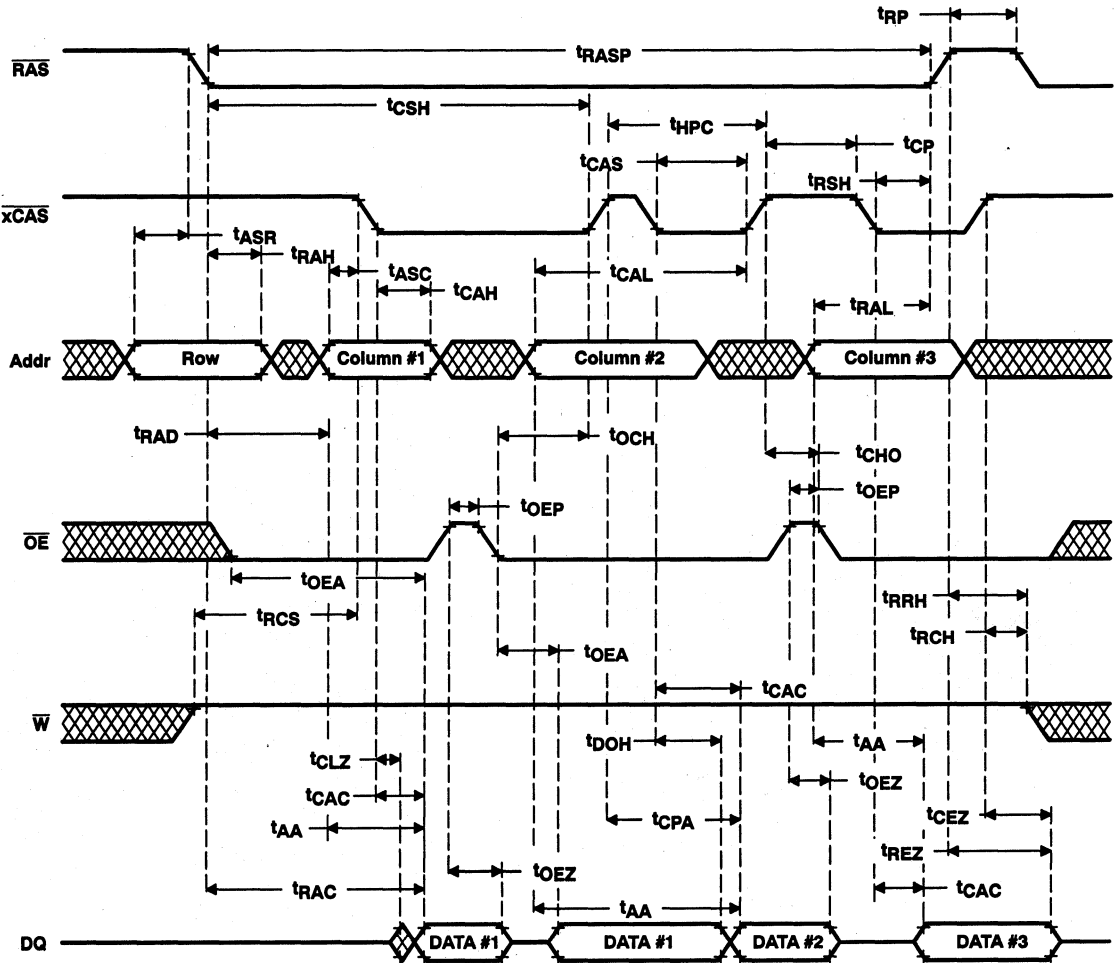 tRP
RAS
tRASP
tCSH
tHPC
tCAS
tCP
tRSH
xCAS
tASR
tRAH
tASC
tCAH
tCAL
tRAL
Addr
Row
Column #1
Column #2
Column #3
tRAD
tOCH
tCHO
tOEP
tOEP
OE
tOEA
tRRH
tRCS
tRCH
tOEA
tCAC
W
tDOH
tAA
tCLZ
tOEZ
tCAC
tCEZ
tAA
tCPA
tREZ
tOEZ
tRAC
tCAC
tAA
DQ
DATA #1
DATA #1
DATA #2
DATA #3